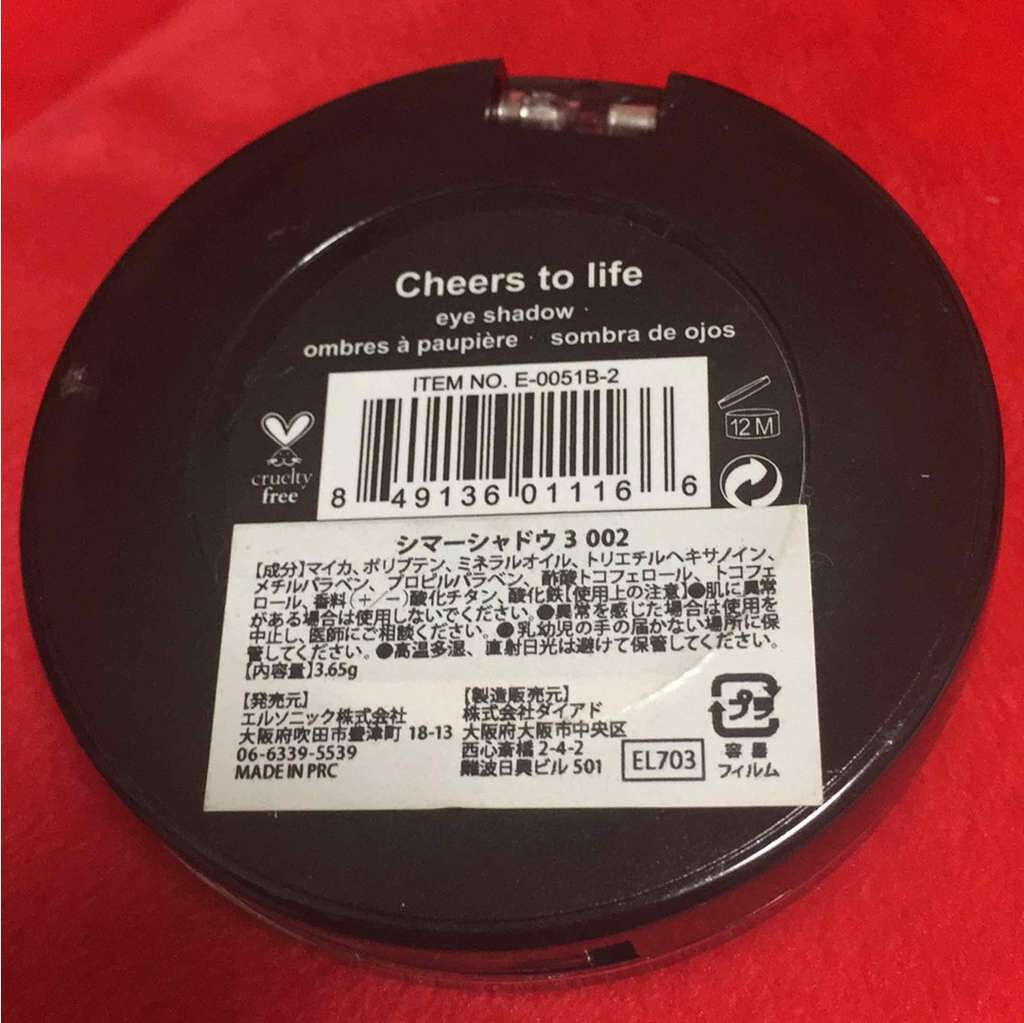 Cheers to life
eye shadow ·
ombres à paupière · sombra de ojos
ITEM NO. E-0051B-2
8 49136 01116 6
cruelty
free
12 M
シマーシャドウ 3 002
【成分】マイカ、ポリブテン、ミネラルオイル、トリエチルヘキサノイン、
メチルパラベン、プロピルパラベン、酢酸トコフェロール、トコフェ
ロール、香料(+ −)酸化チタン、酸化鉄【使用上の注意】●肌に異常
がある場合は使用しないでください。●異常を感じた場合は使用を
中止し、医師にご相談ください。●乳幼児の手の届かない場所に保
管してください。●高温多湿、直射日光は避けて保管してください。
【内容量】3.65g
【発売元】
エルソニック株式会社
大阪府吹田市豊津町 18-13
06-6339-5539
MADE IN PRC
【製造販売元】
株式会社ダイアド
大阪府大阪市中央区
西心斎橋 2-4-2
難波日興ビル 501
EL703
プラ
容器
フィルム